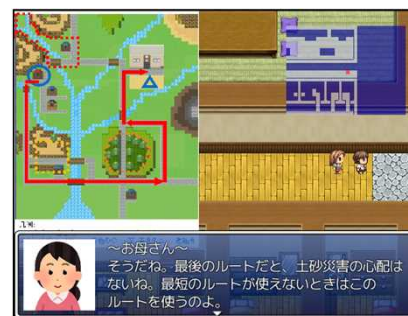 凡例:
～お母さん～
そうだね。最後のルートだと、土砂災害の心配は
ないね。最短のルートが使えないときはこの
ルートを使うのよ。